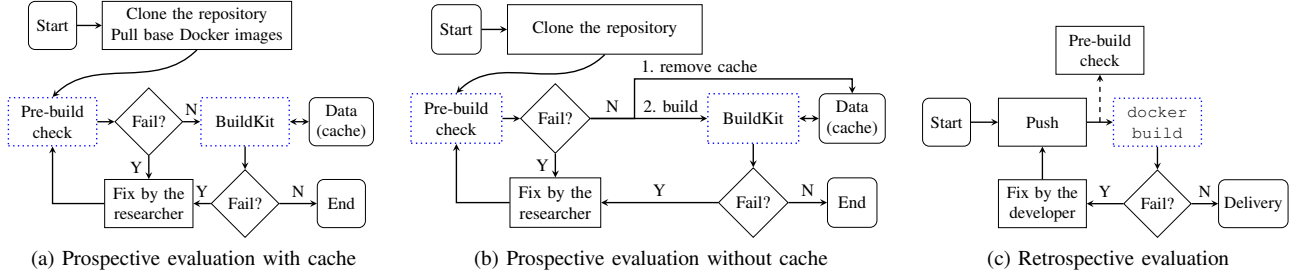 Start
Clone the repository
Pull base Docker images
Pre-build
check
Fail?
N
BuildKit
Data
(cache)
Y
Fix by the
researcher
Y
Fail?
N
End
(a) Prospective evaluation with cache
Start
Clone the repository
1. remove cache
Pre-build
check
Fail?
N
2. build
BuildKit
Data
(cache)
Y
Fix by the
researcher
Y
Fail?
N
End
(b) Prospective evaluation without cache
Pre-build
check
Start
Push
docker
build
Fix by the
developer
Y
Fail?
N
Delivery
(c) Retrospective evaluation